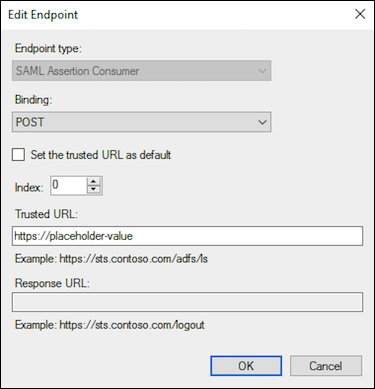 Edit Endpoint
Endpoint type:
SAML Assertion Consumer
Binding:
POST
Set the trusted URL as default
Index: 0
Trusted URL:
https://placeholder-value
Example: https://sts.contoso.com/adfs/ls
Response URL:
Example: https://sts.contoso.com/logout
OK Cancel